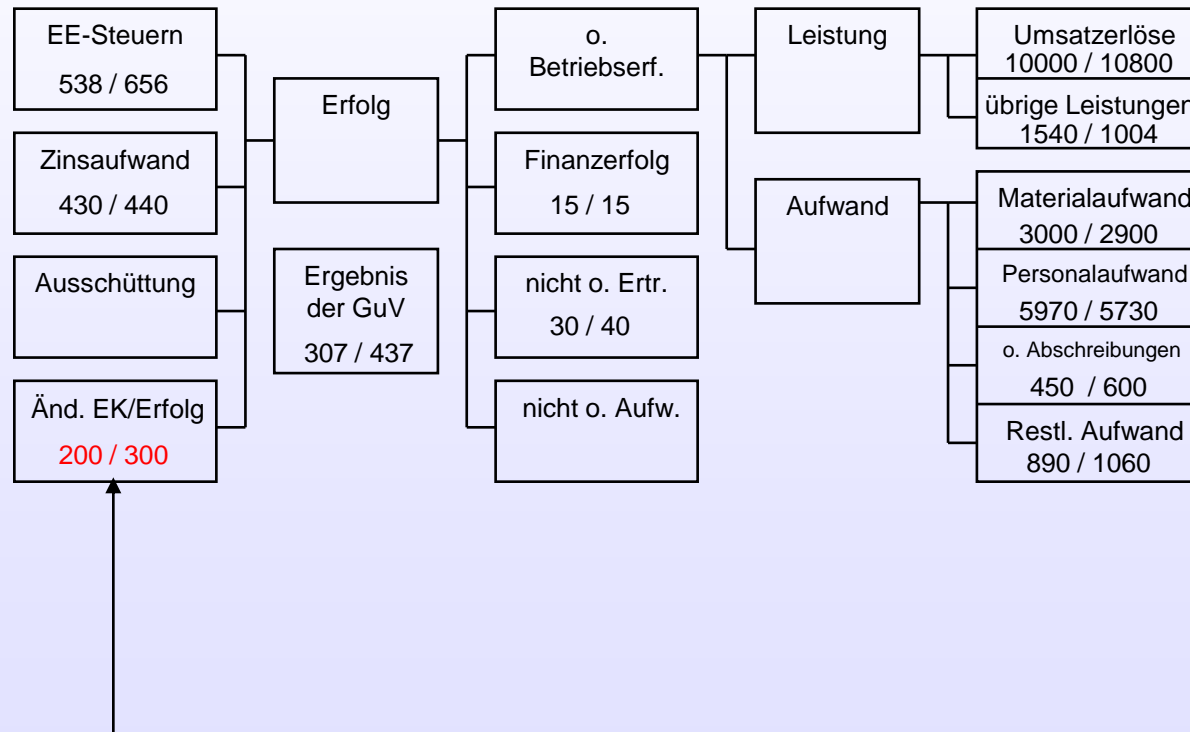 EE-Steuern
538 / 656
Zinsaufwand
430 / 440
Ausschüttung
Änd. EK/Erfolg
200 / 300
Erfolg
Ergebnis
der GuV
307 / 437
o.
Betriebserf.
Finanzerfolg
15 / 15
nicht o. Ertr.
30 / 40
nicht o. Aufw.
Leistung
Aufwand
Umsatzerlöse
10000 / 10800
übrige Leistungen
1540 / 1004
Materialaufwand
3000 / 2900
Personalaufwand
5970 / 5730
o. Abschreibungen
450 / 600
Restl. Aufwand
890 / 1060